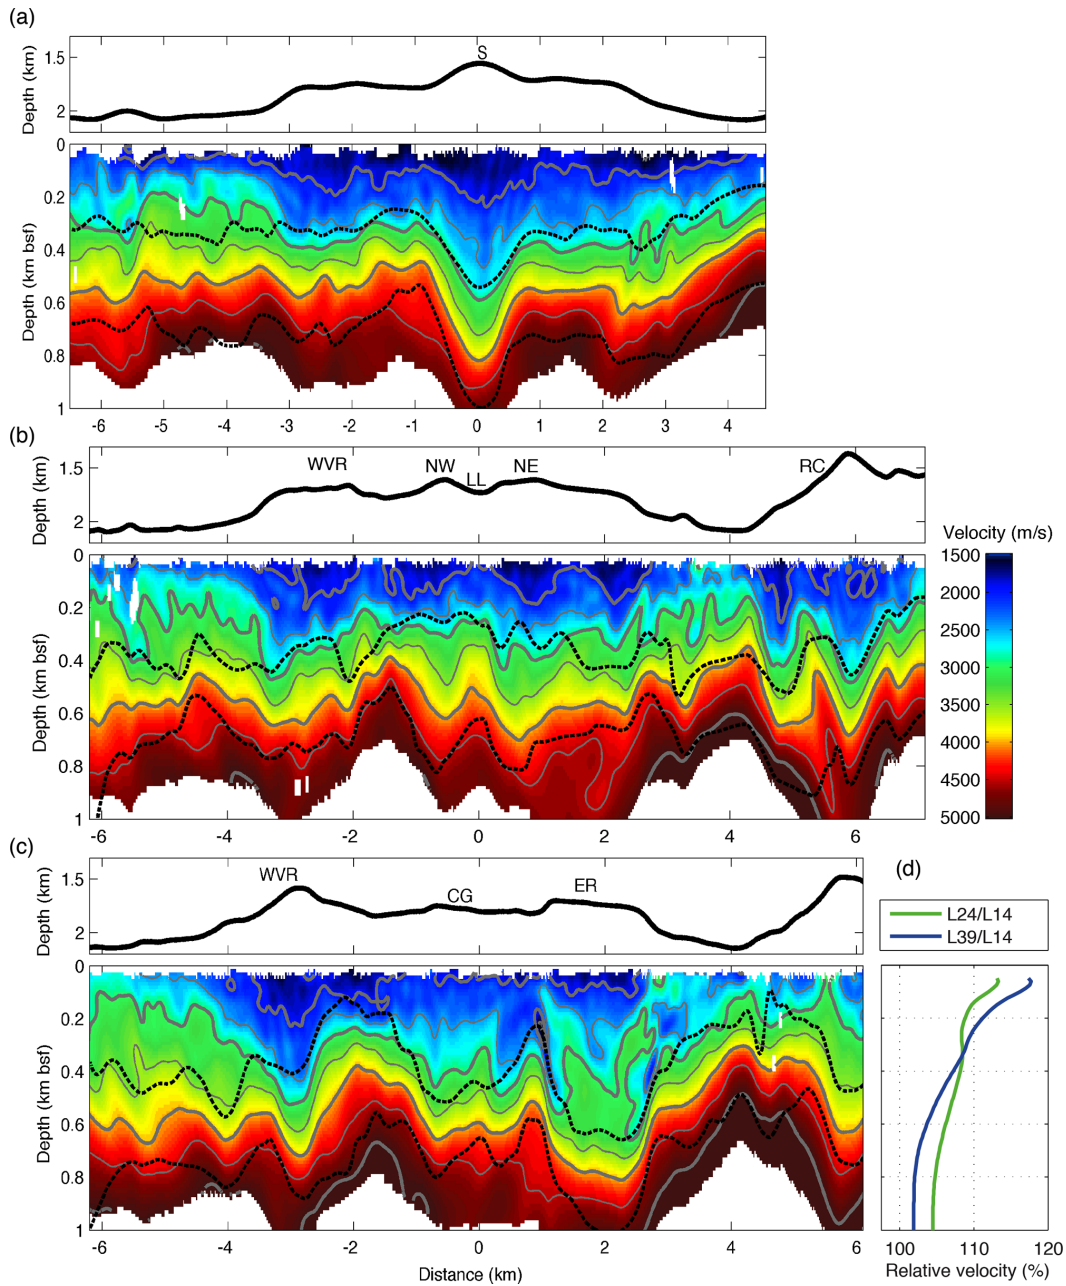 (a)
S
1.5
2
Depth (km)
0
0.2
0.4
0.6
0.8
1
Depth (km bsf)
-6 -5 -4 -3 -2 -1 0 1 2 3 4
(b)
WVR NW LL NE RC
1.5
2
Depth (km)
0
0.2
0.4
0.6
0.8
1
Depth (km bsf)
-6 -4 -2 0 2 4 6
Velocity (m/s)
1500
2000
2500
3000
3500
4000
4500
5000
(c)
WVR CG ER
1.5
2
Depth (km)
0
0.2
0.4
0.6
0.8
1
Depth (km bsf)
-6 -4 -2 0 2 4 6
Distance (km)
(d)
L24/L14
L39/L14
100 110 120
Relative velocity (%)